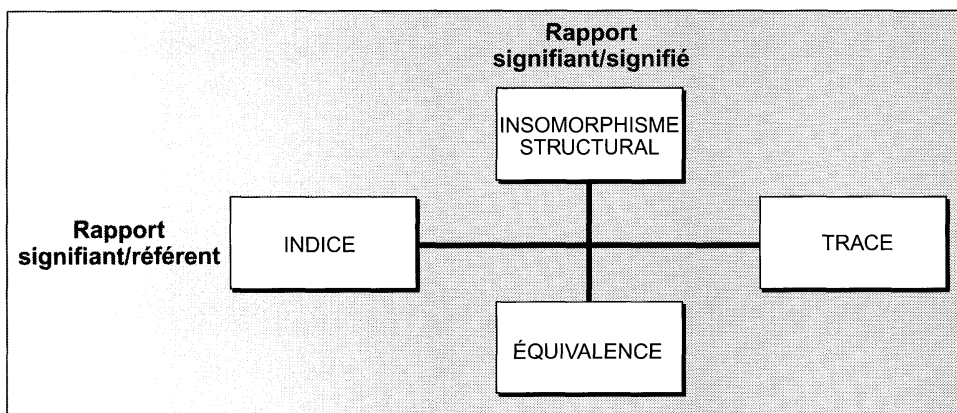 Rapport
signifiant/signifié
INSOMORPHISME
STRUCTURAL
Rapport
signifiant/référent
INDICE
TRACE
ÉQUIVALENCE